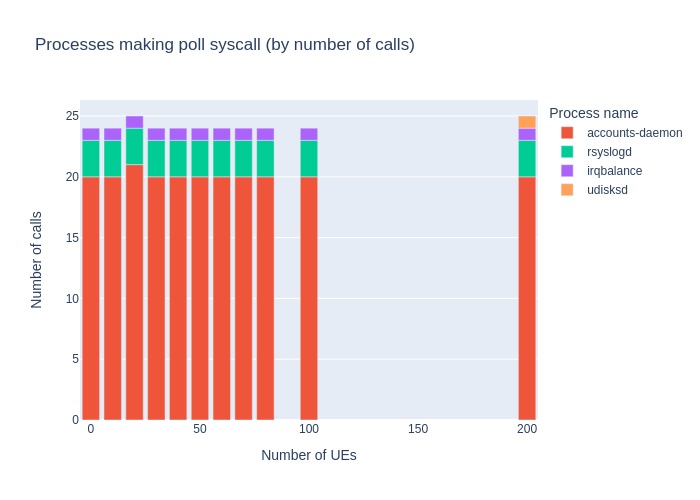 Processes making poll syscall (by number of calls)
Process name
accounts-daemon
rsyslogd
irqbalance
udisksd
Number of calls
25
20
15
10
5
0
0
50
100
150
200
Number of UEs